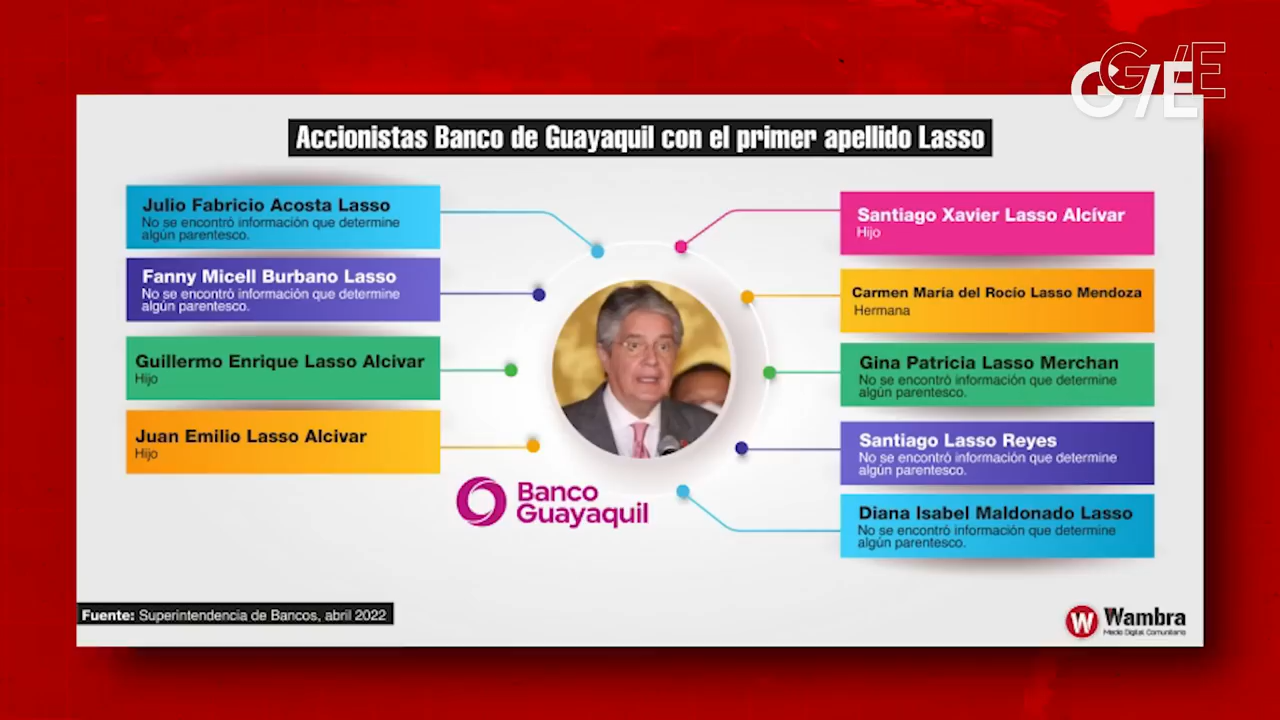 G/E
G/E
Accionistas Banco de Guayaquil con el primer apellido Lasso
Julio Fabricio Acosta Lasso
No se encontró información que determine
algún parentesco.
Fanny Micell Burbano Lasso
No se encontró información que determine
algún parentesco.
Guillermo Enrique Lasso Alcivar
Hijo
Juan Emilio Lasso Alcivar
Hijo
Santiago Xavier Lasso Alcívar
Hijo
Carmen María del Rocío Lasso Mendoza
Hermana
Gina Patricia Lasso Merchan
No se encontró información que determine
algún parentesco.
Santiago Lasso Reyes
No se encontró información que determine
algún parentesco.
Diana Isabel Maldonado Lasso
No se encontró información que determine
algún parentesco.
Banco
Guayaquil
Fuente: Superintendencia de Bancos, abril 2022
W Wambra
Medio Digital Comunitario